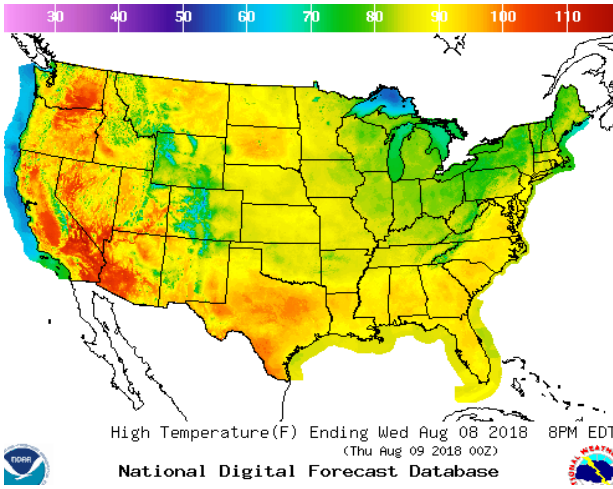 30 40 50 60 70 80 90 100 110
High Temperature(F) Ending Wed Aug 08 2018 8PM EDT
(Thu Aug 09 2018 00Z)
National Digital Forecast Database
noaa